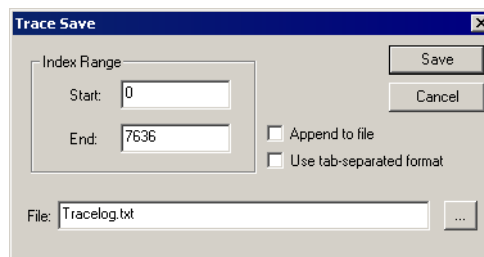 Trace Save
Index Range
Start: 0
End: 7636
Save
Cancel
Append to file
Use tab-separated format
File: Tracelog.txt ...